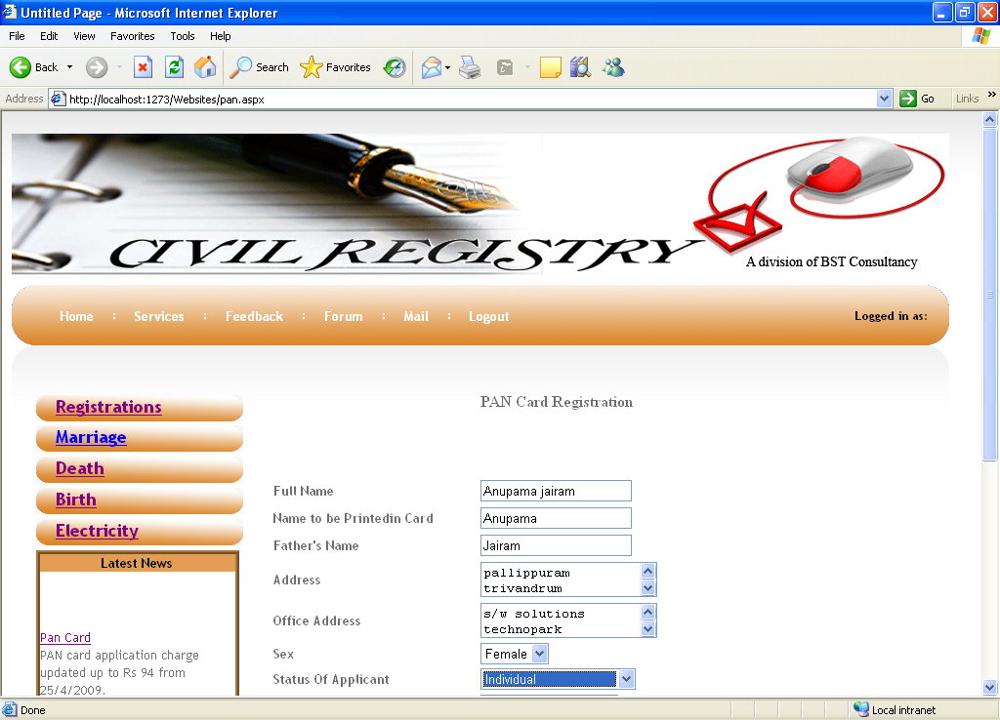 Untitled Page - Microsoft Internet Explorer
File Edit View Favorites Tools Help
Back Search Favorites
Address http://localhost:1273/Websites/pan.aspx Go Links »
CIVIL REGISTRY
A division of BST Consultancy
Home : Services : Feedback : Forum : Mail : Logout Logged in as:
PAN Card Registration
Registrations
Marriage
Death
Birth
Electricity
Latest News
Pan Card
PAN card application charge
updated up to Rs 94 from
25/4/2009.
Full Name Anupama jairam
Name to be Printedin Card Anupama
Father's Name Jairam
Address pallippuram
trivandrum
Office Address s/w solutions
technopark
Sex Female
Status Of Applicant Individual
Done Local intranet